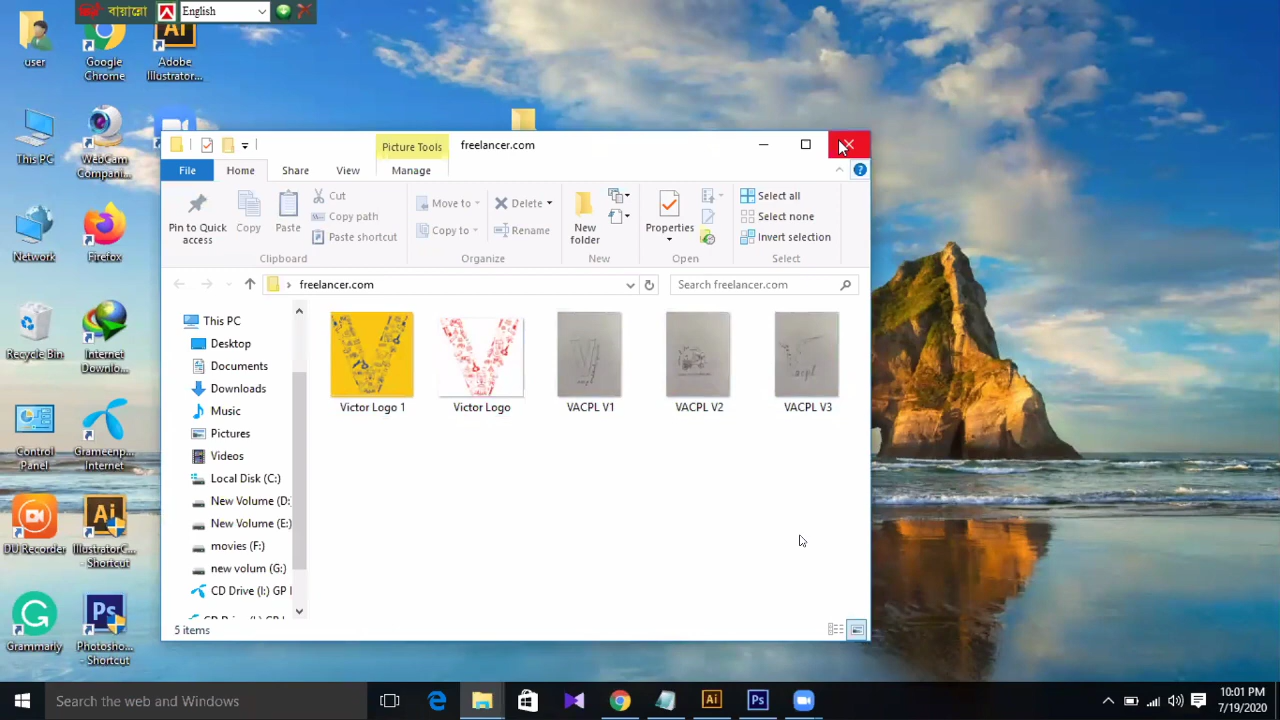 বায়ান্নো
English
user
Google
Chrome
Adobe
Illustrator...
This PC
WebCam
Compani...
Network
Firefox
Recycle Bin
Internet
Downlo...
Control
Panel
Grameenp...
Internet
DU Recorder
IllustratorC...
- Shortcut
Grammarly
Photosho...
- Shortcut
Picture Tools
freelancer.com
File
Home
Share
View
Manage
Pin to Quick
access
Copy
Paste
Cut
Copy path
Paste shortcut
Clipboard
Move to
Copy to
Delete
Rename
Organize
New
folder
New
Properties
Open
Select all
Select none
Invert selection
Select
freelancer.com
Search freelancer.com
This PC
Desktop
Documents
Downloads
Music
Pictures
Videos
Local Disk (C:)
New Volume (D:
New Volume (E:)
movies (F:)
new volum (G:)
CD Drive (I:) GP I
Victor Logo 1
Victor Logo
VACPL V1
VACPL V2
VACPL V3
5 items
Search the web and Windows
10:01 PM
7/19/2020